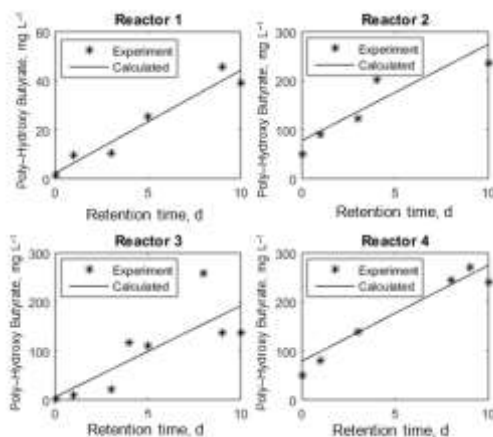 Reactor 1
Poly-Hydroxy Butyrate, mg L⁻¹
60
40
20
0
* Experiment
Calculated
0 5 10
Retention time, d
Reactor 2
Poly-Hydroxy Butyrate, mg L⁻¹
300
200
100
0
* Experiment
Calculated
0 5 10
Retention time, d
Reactor 3
Poly-Hydroxy Butyrate, mg L⁻¹
300
200
100
0
* Experiment
Calculated
0 5 10
Retention time, d
Reactor 4
Poly-Hydroxy Butyrate, mg L⁻¹
300
200
100
0
* Experiment
Calculated
0 5 10
Retention time, d